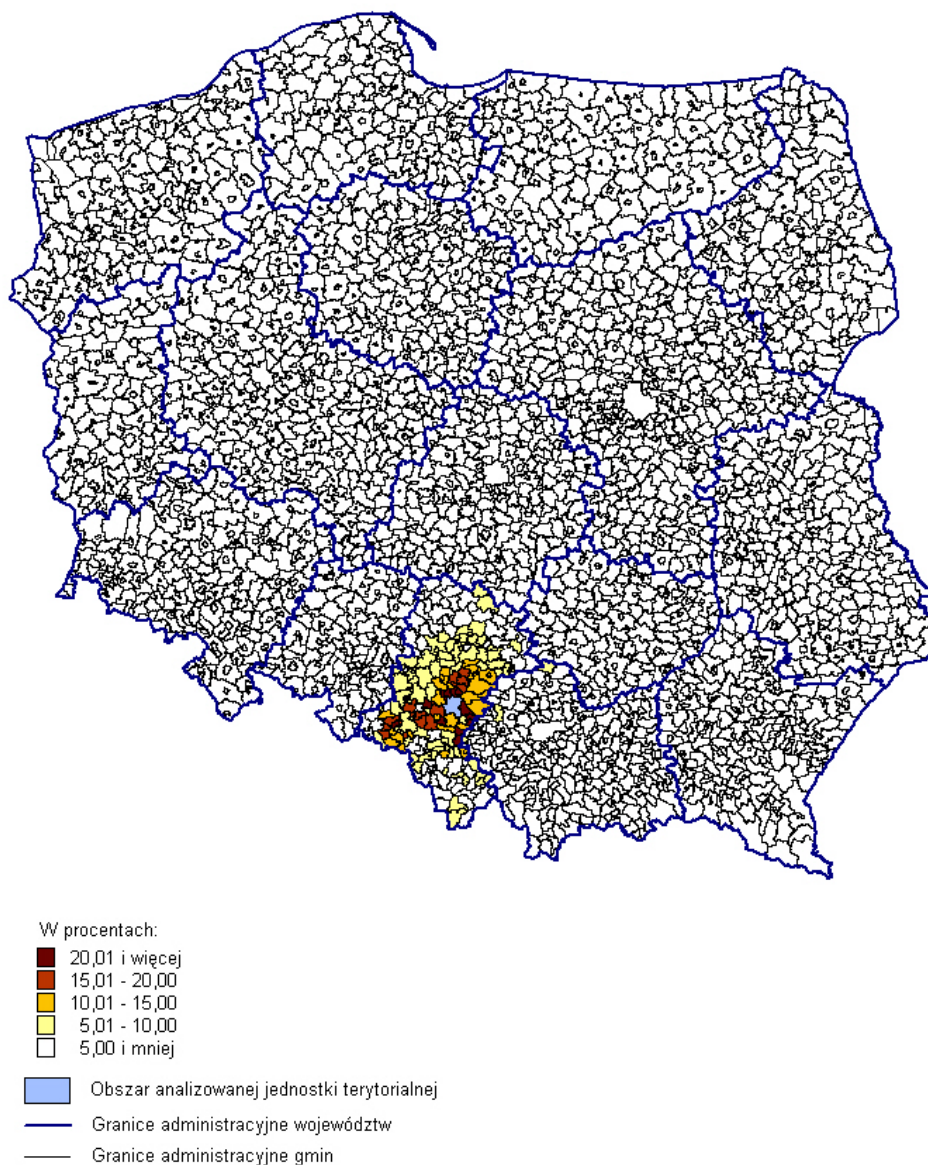 W procentach:
20,01 i więcej
15,01 - 20,00
10,01 - 15,00
5,01 - 10,00
5,00 i mniej
Obszar analizowanej jednostki terytorialnej
Granice administracyjne województw
Granice administracyjne gmin